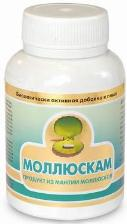 Биологически активная добавка к пище
МОЛЛЮСКАМ
ПРОДУКТ ИЗ МАНТИИ МОЛЛЮСКОВ